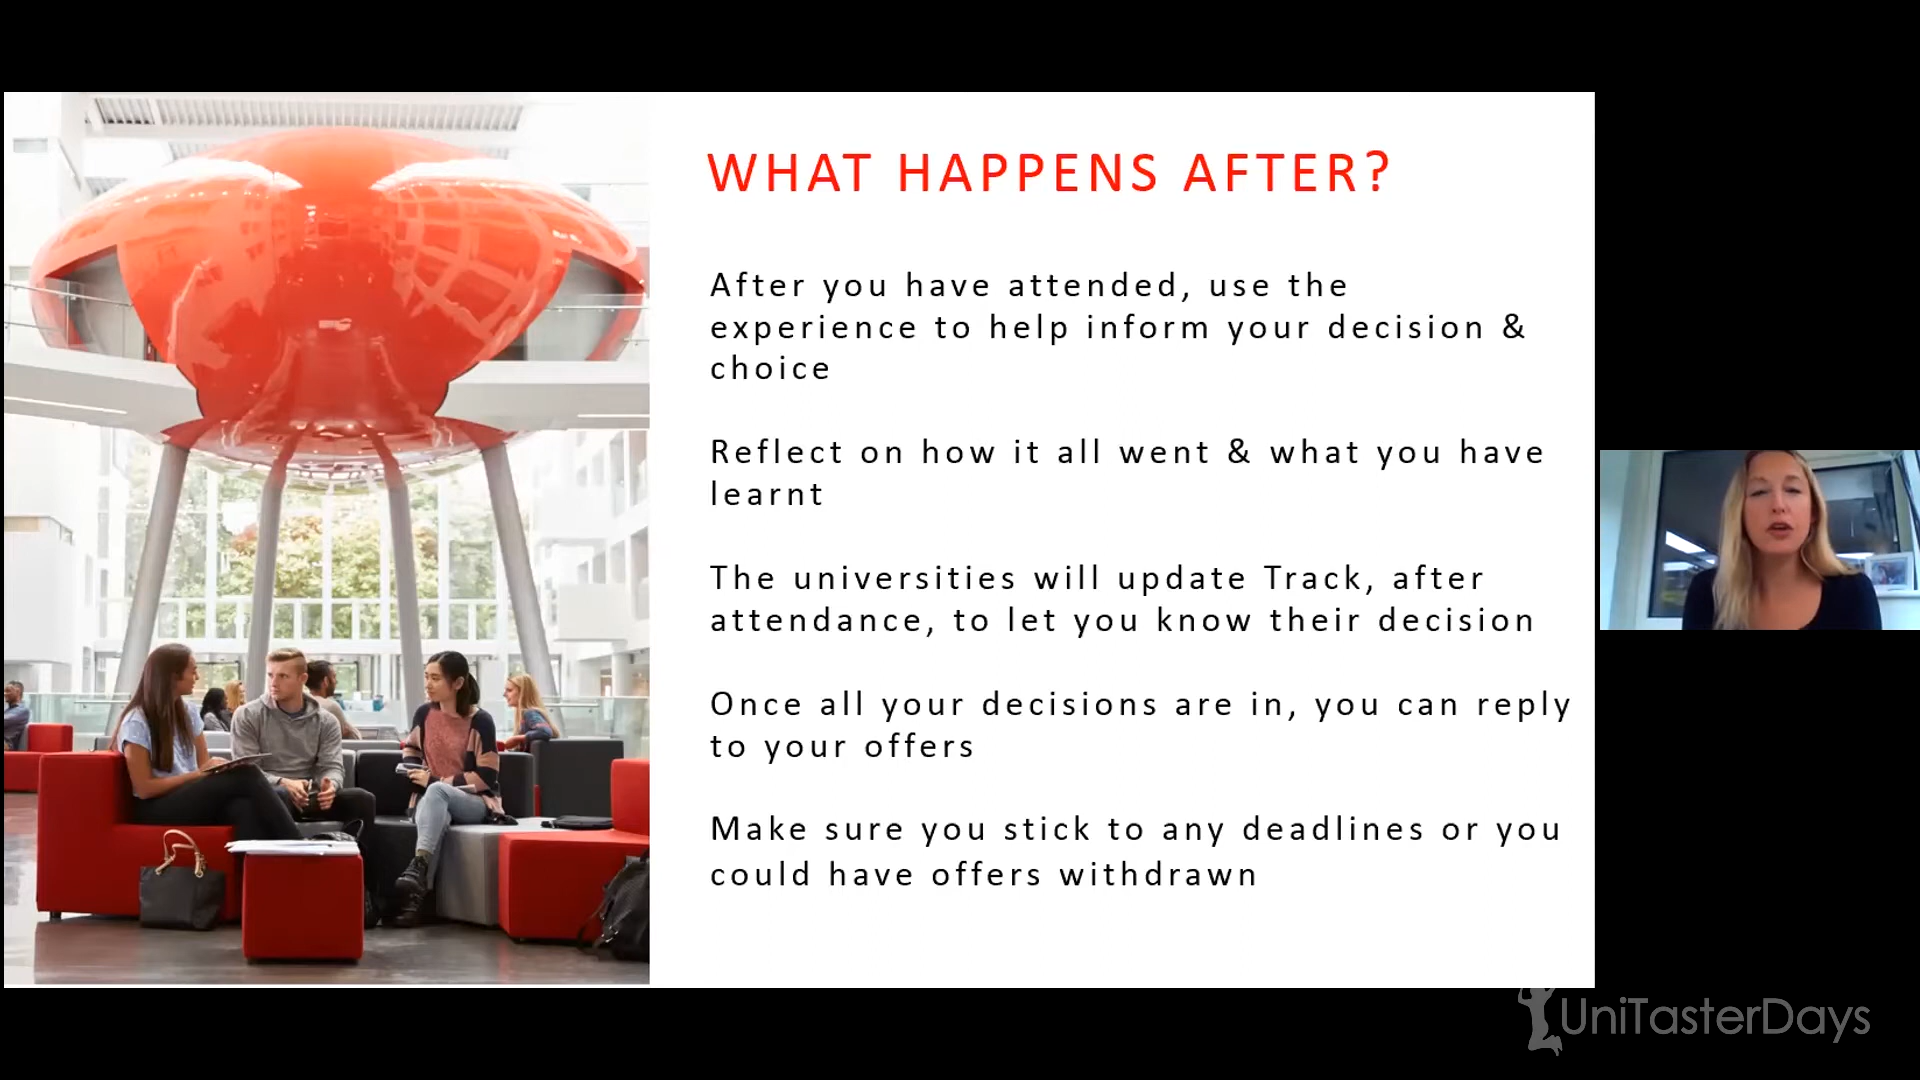 WHAT HAPPENS AFTER?
After you have attended, use the
experience to help inform your decision &
choice
Reflect on how it all went & what you have
learnt
The universities will update Track, after
attendance, to let you know their decision
Once all your decisions are in, you can reply
to your offers
Make sure you stick to any deadlines or you
could have offers withdrawn
UniTasterDays